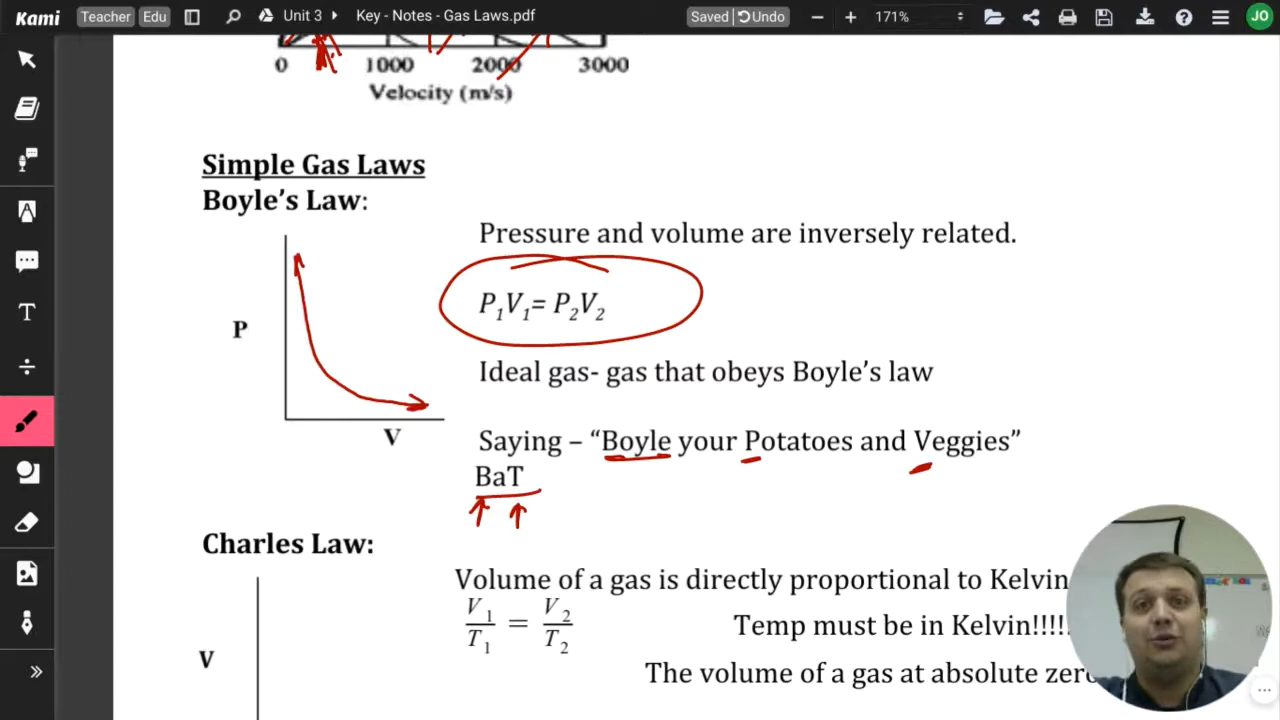 Kami Teacher Edu Unit 3 Key - Notes - Gas Laws.pdf Saved Undo 171% JO
0 1000 2000 3000
Velocity (m/s)
Simple Gas Laws
Boyle's Law:
Pressure and volume are inversely related.
P₁V₁= P₂V₂
P
Ideal gas- gas that obeys Boyle's law
V
Saying – “Boyle your Potatoes and Veggies”
BaT
Charles Law:
Volume of a gas is directly proportional to Kelvin
V₁/T₁ = V₂/T₂
Temp must be in Kelvin!!!!!
V
The volume of a gas at absolute zero